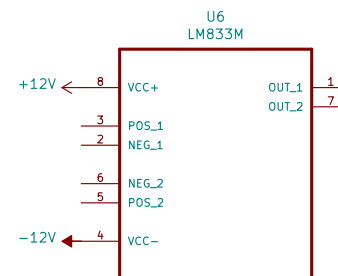 U6
LM833M
+12V 8 VCC+ OUT_1 1
OUT_2 7
3 POS_1
2 NEG_1
6 NEG_2
5 POS_2
-12V 4 VCC-